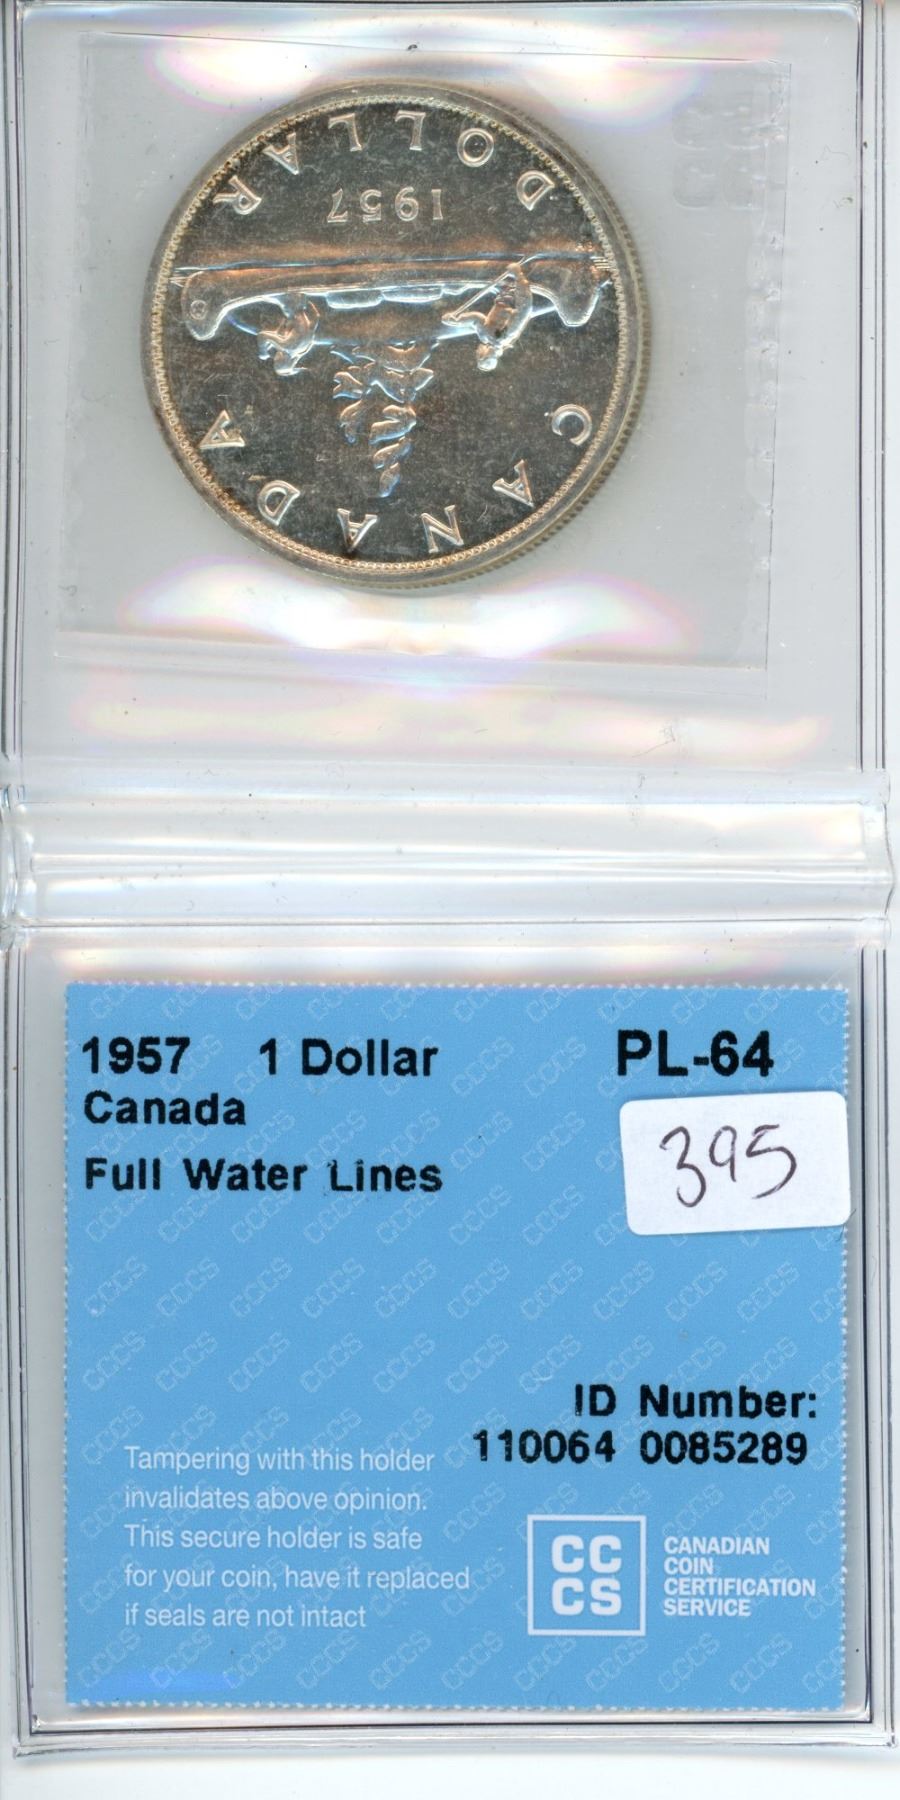 CANADA
1957
DOLLAR
1957 1 Dollar PL-64
Canada
Full Water Lines
395
ID Number:
110064 0085289
Tampering with this holder
invalidates above opinion.
This secure holder is safe
for your coin, have it replaced
if seals are not intact
CC
CS
CANADIAN
COIN
CERTIFICATION
SERVICE